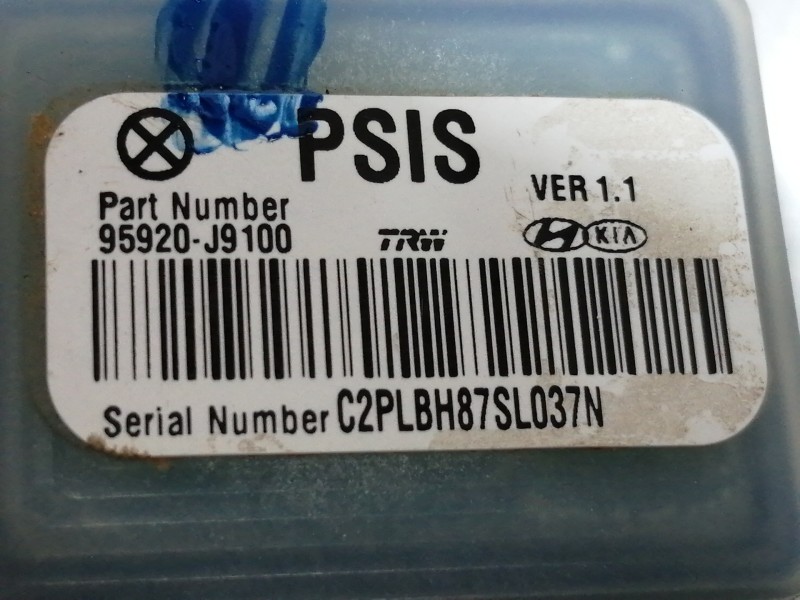 PSIS
VER 1.1
Part Number
95920-J9100
TRW
KIA
Serial Number C2PLBH87SL037N